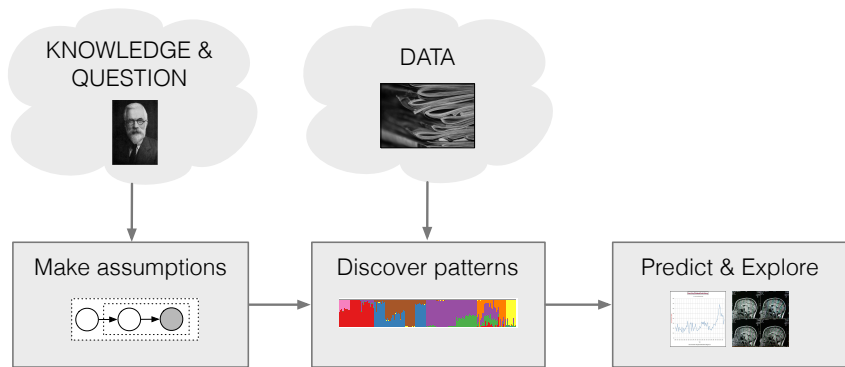 KNOWLEDGE &
QUESTION
DATA
Make assumptions
Discover patterns
Predict & Explore